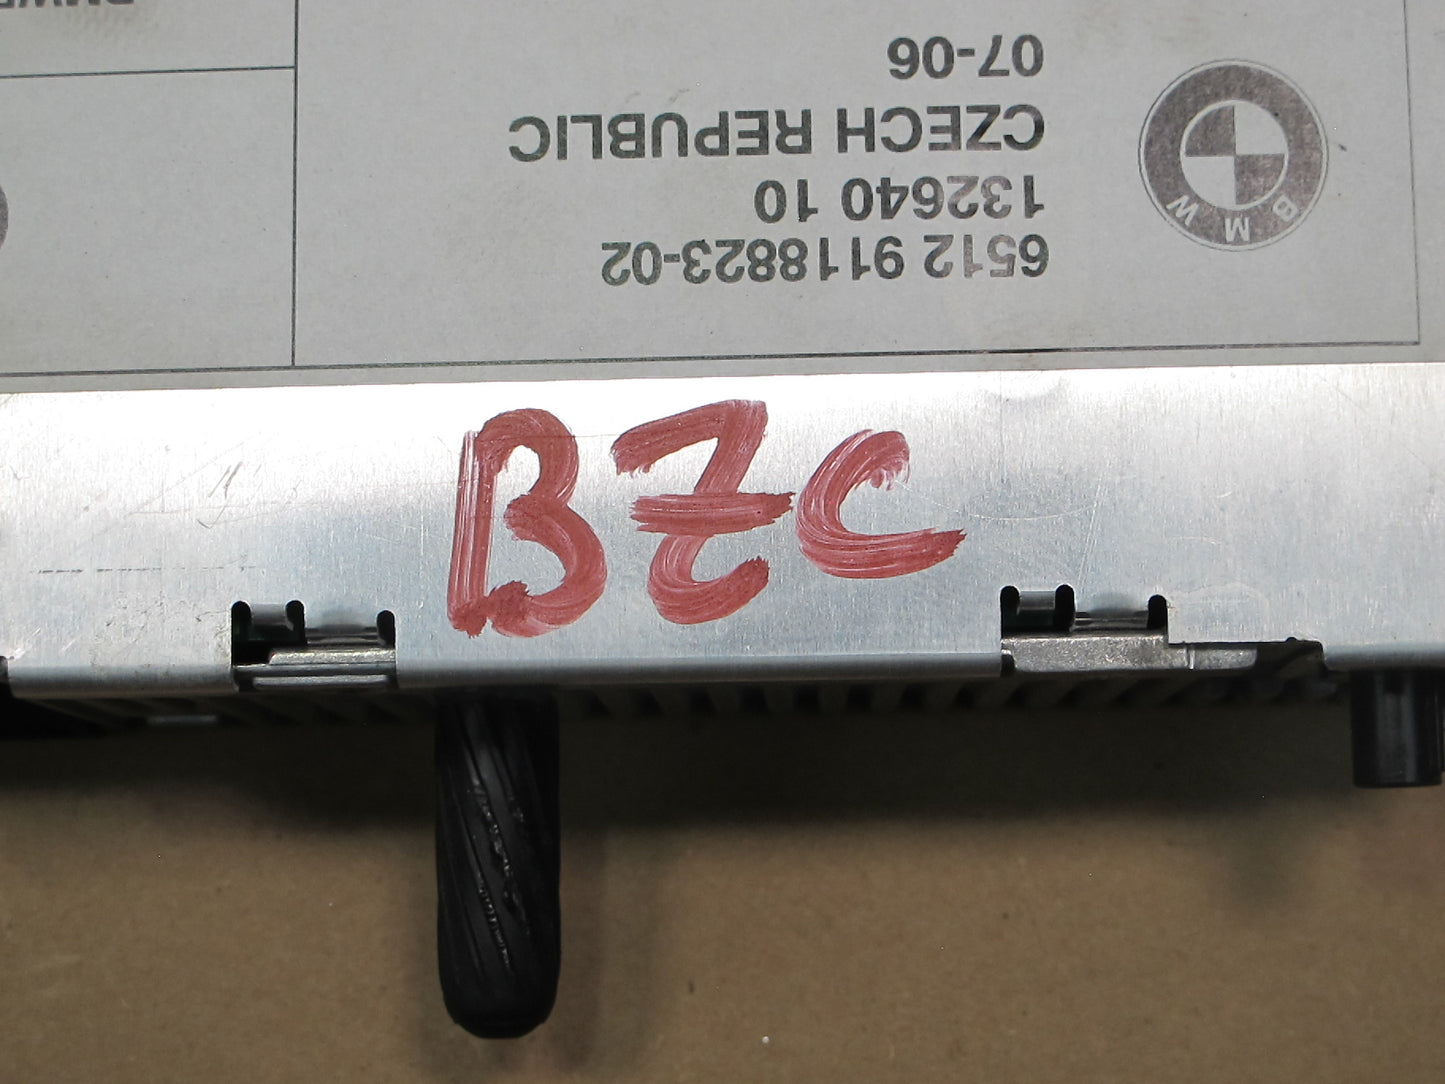 6512 9118823-02
132640 10
CZECH REPUBLIC
07-06
BMW
BZC